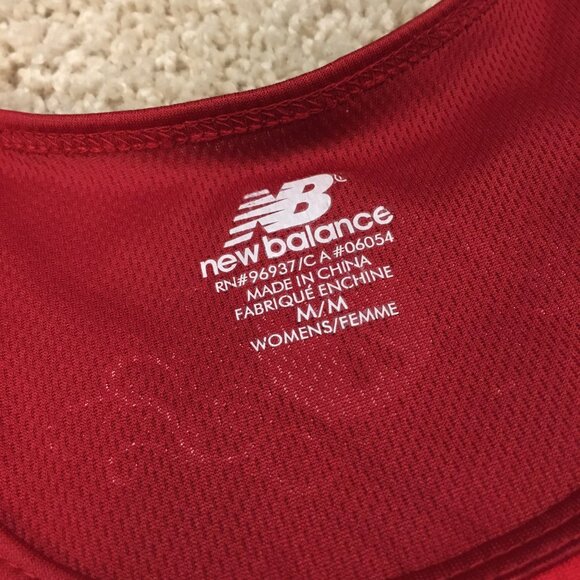 NB
new balance
RN#96937/CA#06054
MADE IN CHINA
FABRIQUÉ ENCHINE
M/M
WOMENS/FEMME